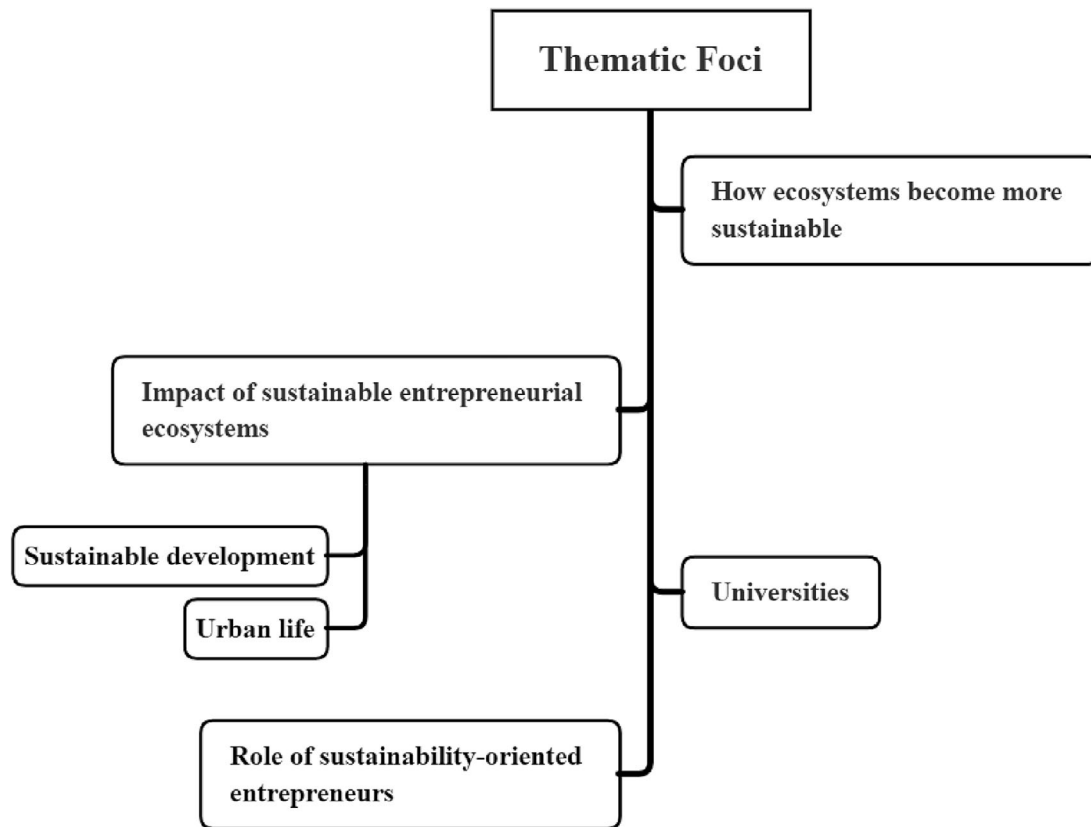 Thematic Foci
How ecosystems become more
sustainable
Impact of sustainable entrepreneurial
ecosystems
Sustainable development
Urban life
Universities
Role of sustainability-oriented
entrepreneurs